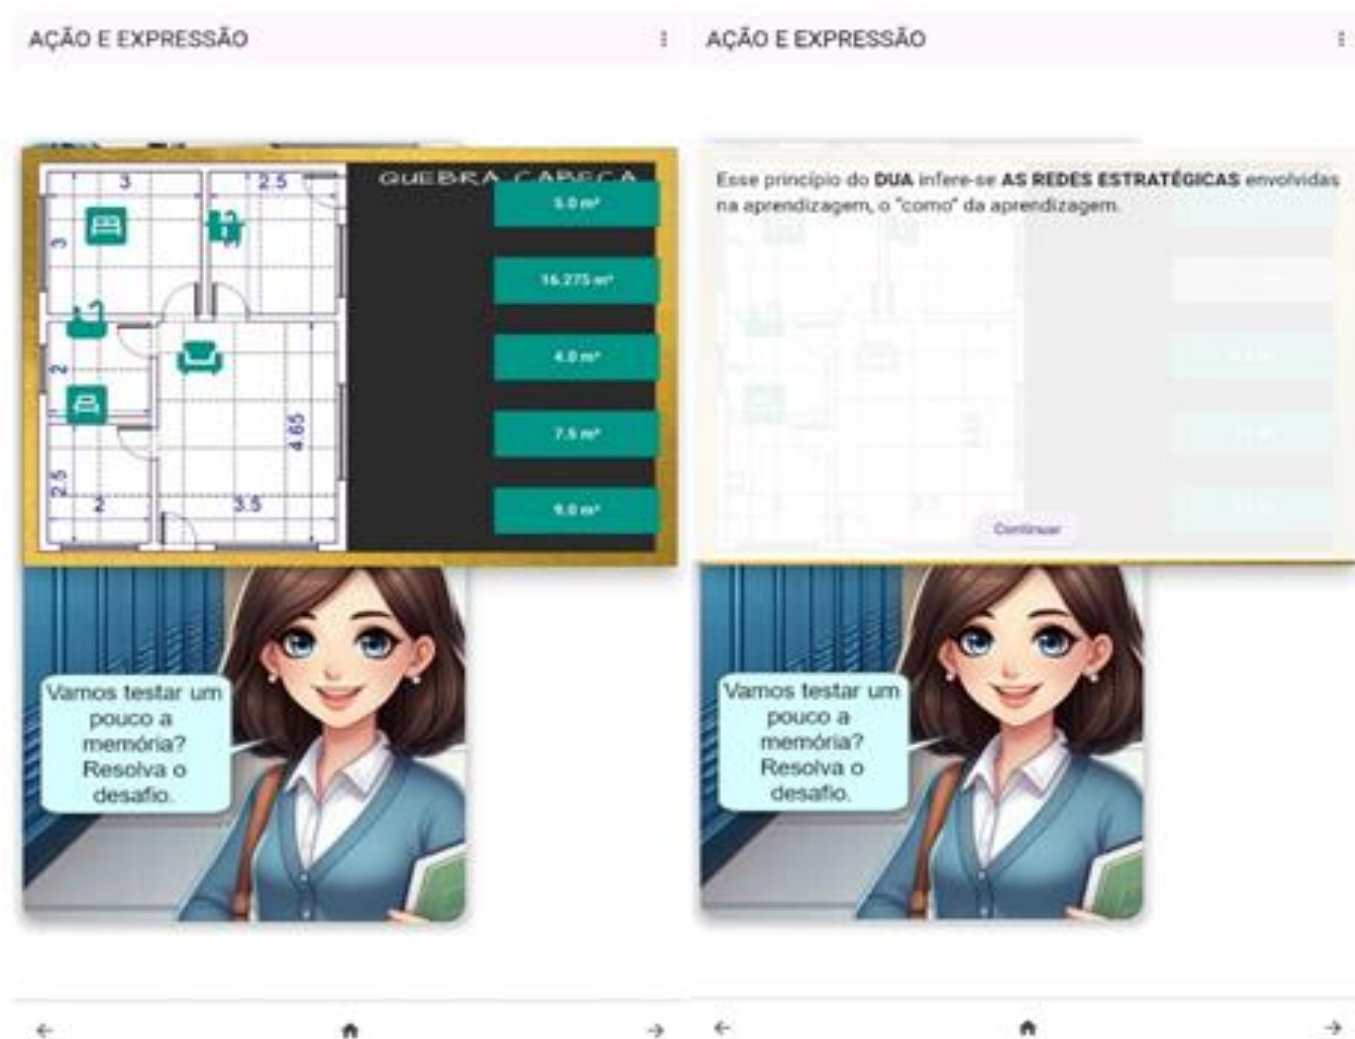 AÇÃO E EXPRESSÃO
3
2.5
3
2
4.65
2.5
2
3.5
QUEBRA CABEÇA
5.0 m²
16.275 m²
4.0 m²
7.5 m²
9.0 m²
Vamos testar um
pouco a
memória?
Resolva o
desafio.
AÇÃO E EXPRESSÃO
Esse princípio do DUA infere-se AS REDES ESTRATÉGICAS envolvidas
na aprendizagem, o "como" da aprendizagem.
Continuar
Vamos testar um
pouco a
memória?
Resolva o
desafio.